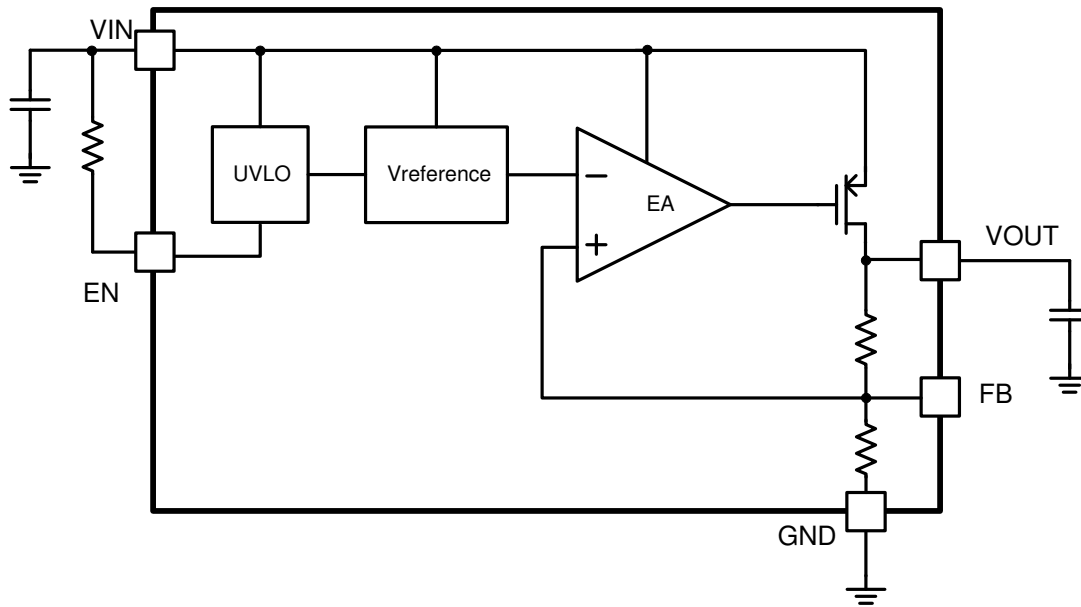 VIN
UVLO
Vreference
−
EA
+
EN
VOUT
FB
GND